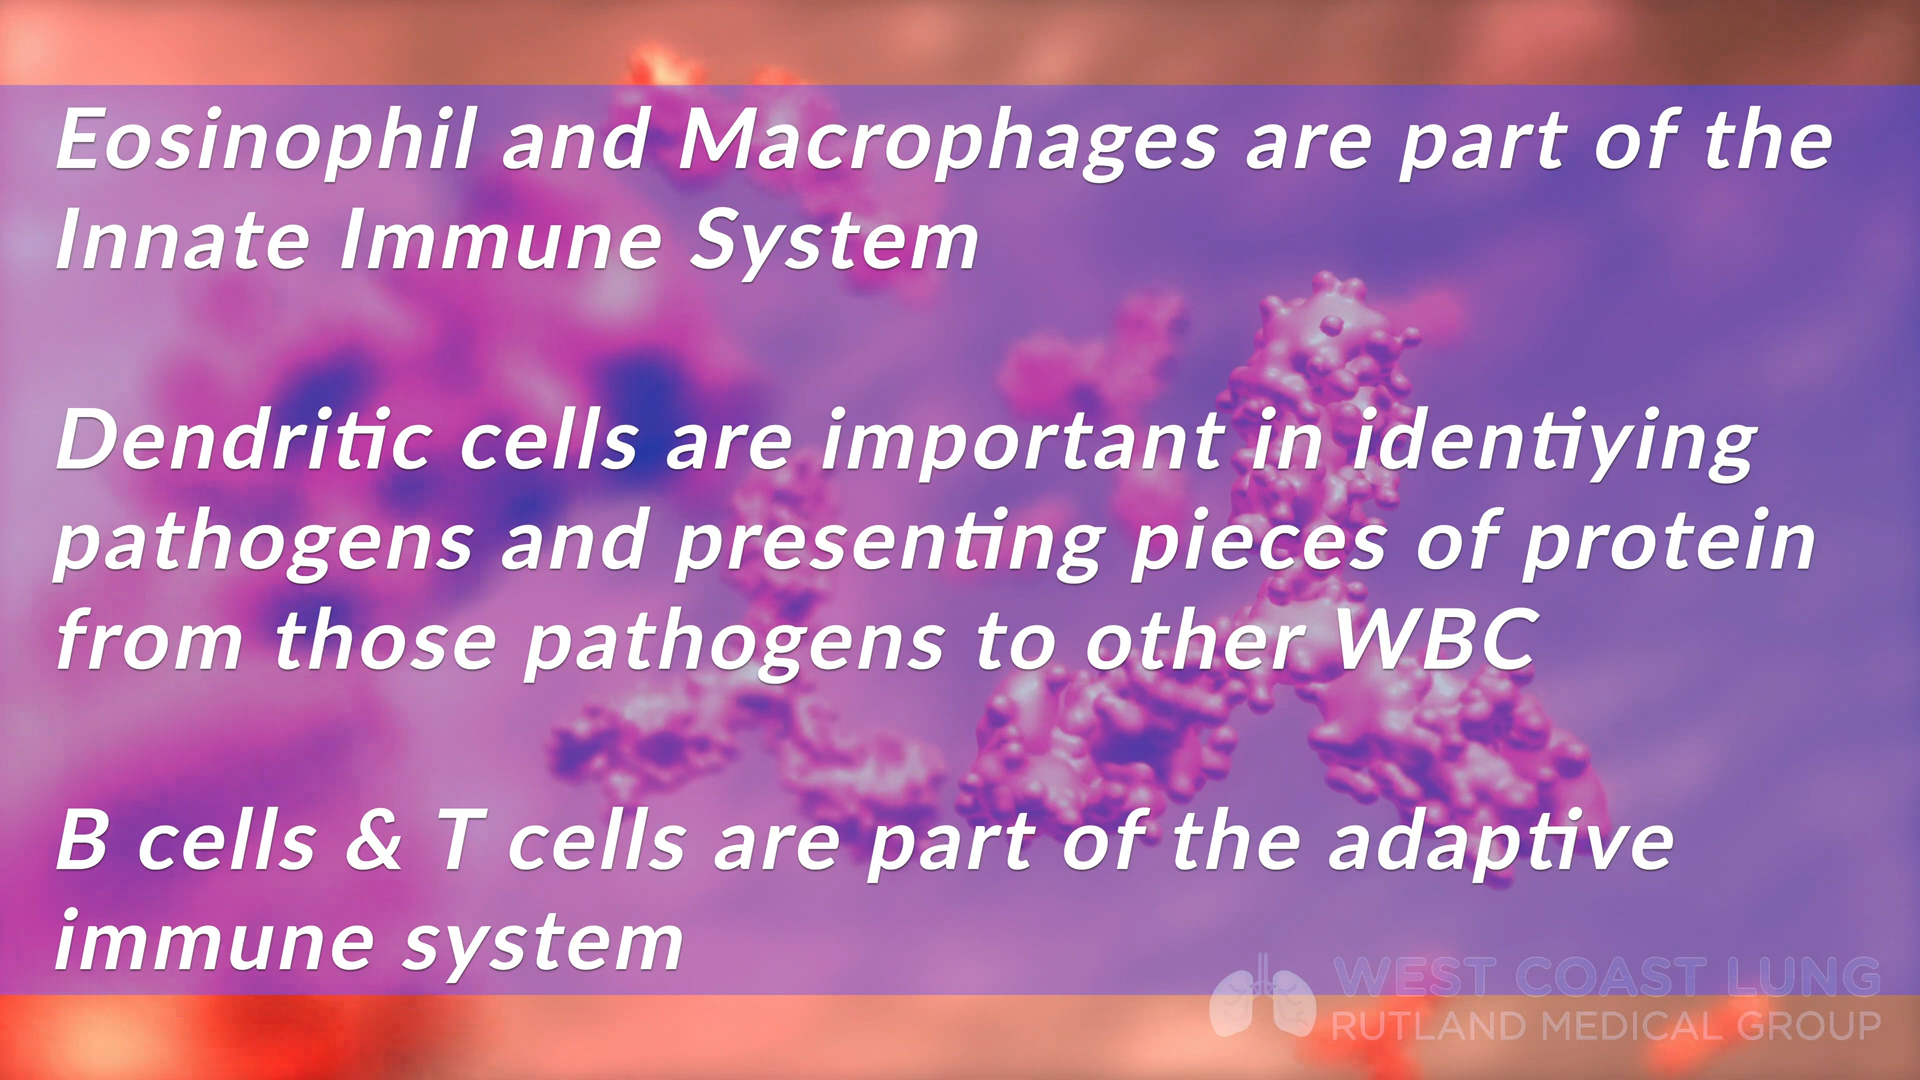 Eosinophil and Macrophages are part of the
Innate Immune System
Dendritic cells are important in identiying
pathogens and presenting pieces of protein
from those pathogens to other WBC
B cells & T cells are part of the adaptive
immune system
WEST COAST LUNG
RUTLAND MEDICAL GROUP